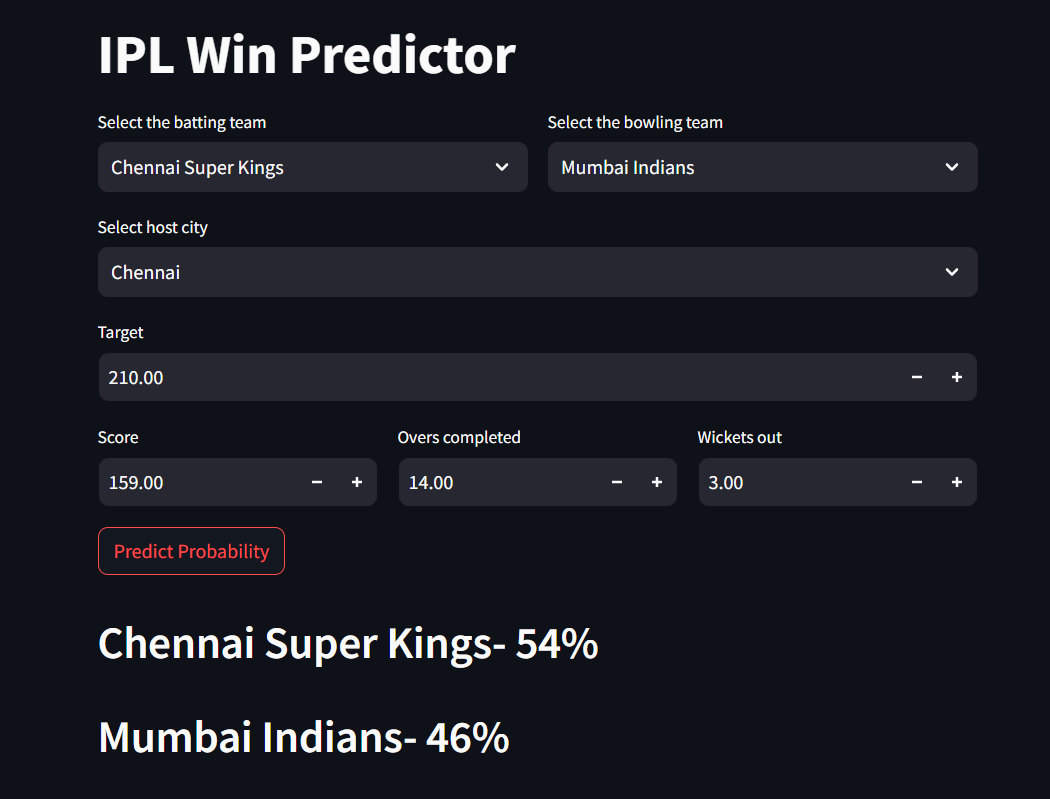 IPL Win Predictor
Select the batting team
Select the bowling team
Chennai Super Kings
Mumbai Indians
Select host city
Chennai
Target
210.00
Score
Overs completed
Wickets out
159.00
14.00
3.00
Predict Probability
Chennai Super Kings- 54%
Mumbai Indians- 46%